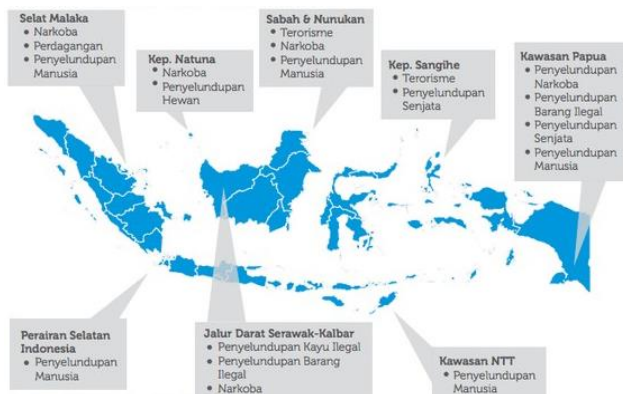 Selat Malaka
• Narkoba
• Perdagangan
• Penyelundupan
Manusia
Kep. Natuna
• Narkoba
• Penyelundupan
Hewan
Sabah & Nunukan
• Terorisme
• Narkoba
• Penyelundupan
Manusia
Kep. Sangihe
• Terorisme
• Penyelundupan
Senjata
Kawasan Papua
• Penyelundupan
Narkoba
• Penyelundupan
Barang Ilegal
• Penyelundupan
Senjata
• Penyelundupan
Manusia
Perairan Selatan
Indonesia
• Penyelundupan
Manusia
Jalur Darat Serawak-Kalbar
• Penyelundupan Kayu Ilegal
• Penyelundupan Barang
Ilegal
• Narkoba
Kawasan NTT
• Penyelundupan
Manusia